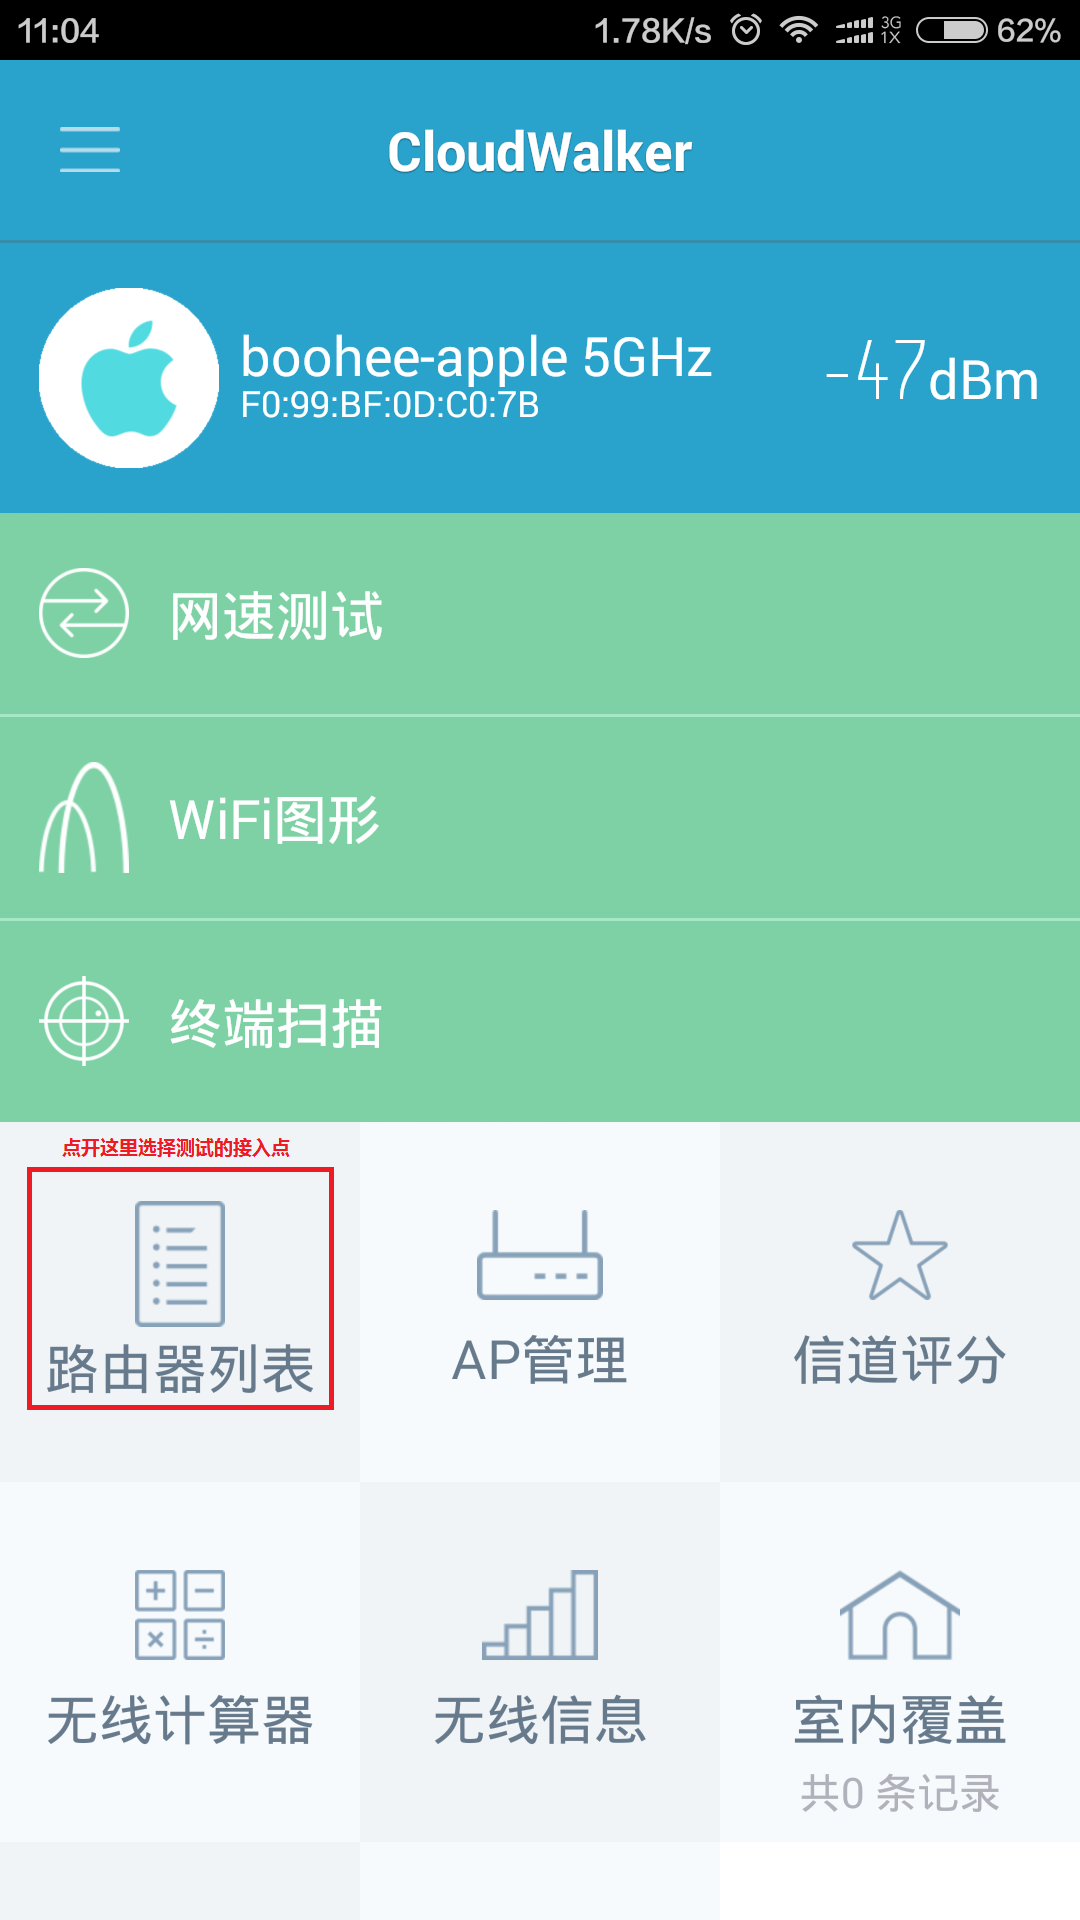 11:04 1.78K/s 3G 1X 62%
CloudWalker
boohee-apple 5GHz
F0:99:BF:0D:C0:7B
-47dBm
网速测试
WiFi图形
终端扫描
点开这里选择测试的接入点
路由器列表
AP管理
信道评分
无线计算器
无线信息
室内覆盖
共0 条记录